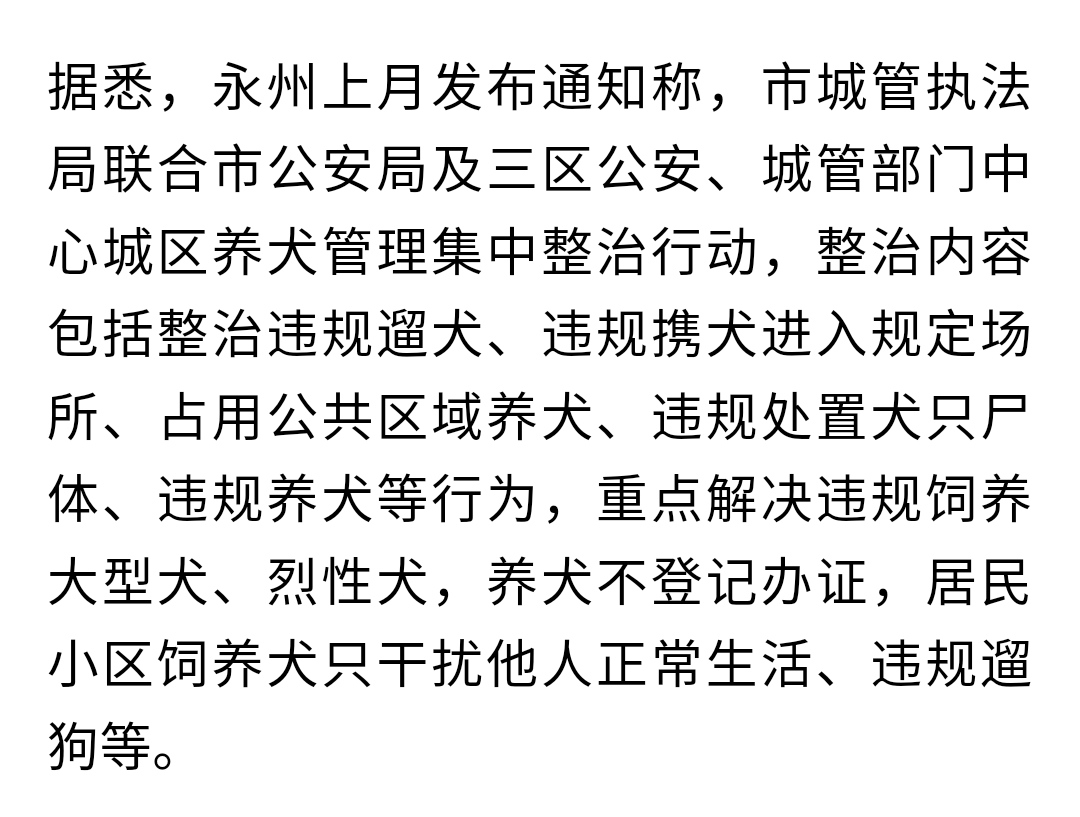 据悉，永州上月发布通知称，市城管执法
局联合市公安局及三区公安、城管部门中
心城区养犬管理集中整治行动，整治内容
包括整治违规遛犬、违规携犬进入规定场
所、占用公共区域养犬、违规处置犬只尸
体、违规养犬等行为，重点解决违规饲养
大型犬、烈性犬，养犬不登记办证，居民
小区饲养犬只干扰他人正常生活、违规遛
狗等。